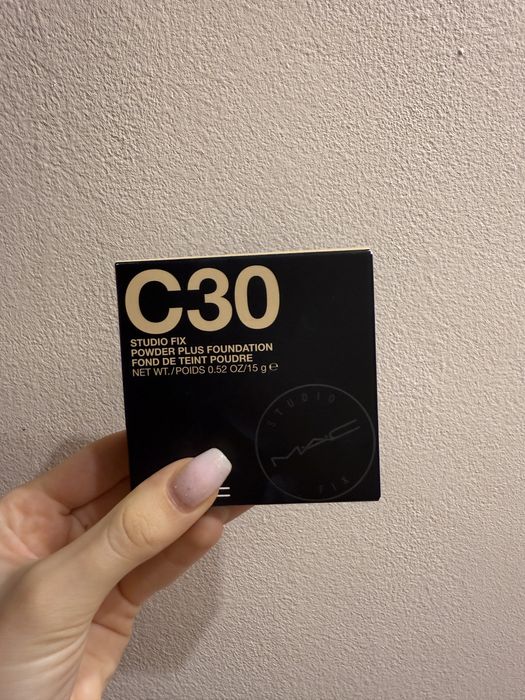 C30
STUDIO FIX
POWDER PLUS FOUNDATION
FOND DE TEINT POUDRE
NET WT./POIDS 0.52 OZ/15 g ℮
STUDIO
MAC
FIX